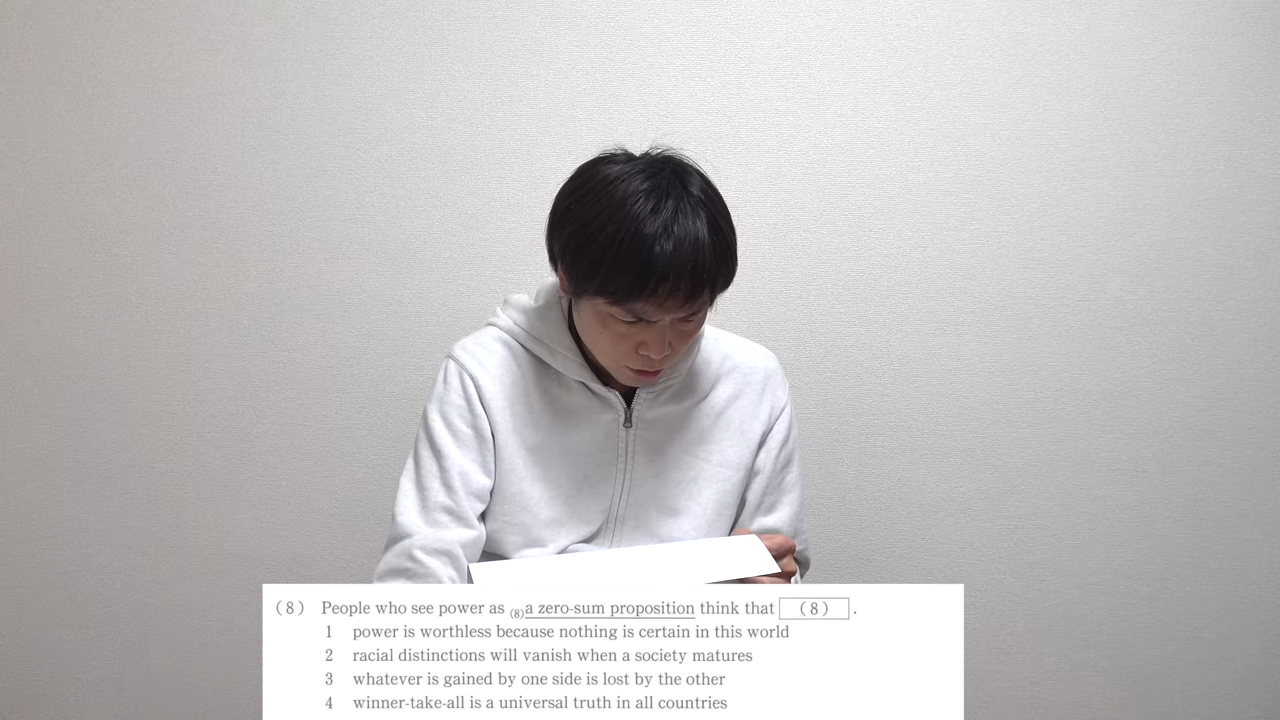 (8) People who see power as (8)a zero-sum proposition think that (8).
1 power is worthless because nothing is certain in this world
2 racial distinctions will vanish when a society matures
3 whatever is gained by one side is lost by the other
4 winner-take-all is a universal truth in all countries